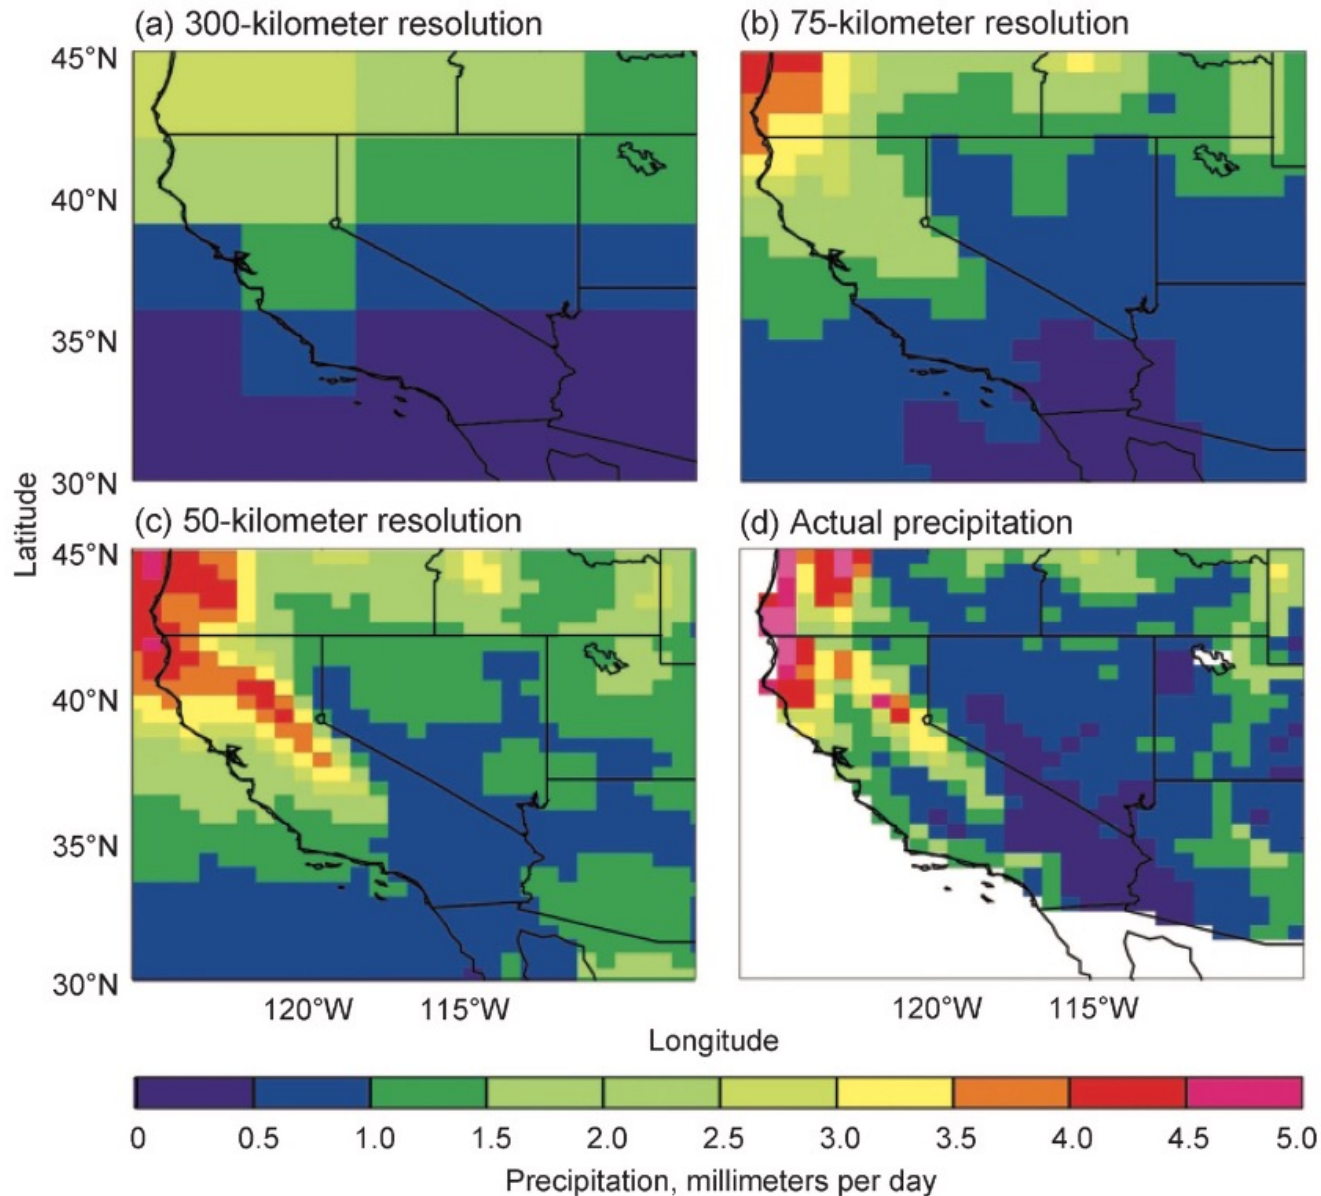 (a) 300-kilometer resolution
(b) 75-kilometer resolution
45°N
40°N
35°N
30°N
(c) 50-kilometer resolution
(d) Actual precipitation
Latitude
45°N
40°N
35°N
30°N
120°W 115°W 120°W 115°W
Longitude
0 0.5 1.0 1.5 2.0 2.5 3.0 3.5 4.0 4.5 5.0
Precipitation, millimeters per day